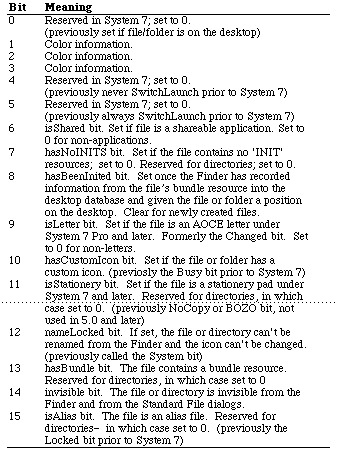 Bit Meaning
0 Reserved in System 7; set to 0.
(previously set if file/folder is on the desktop)
1 Color information.
2 Color information.
3 Color information.
4 Reserved in System 7; set to 0.
(previously never SwitchLaunch prior to System 7)
5 Reserved in System 7; set to 0.
(previously always SwitchLaunch prior to System 7)
6 isShared bit. Set if file is a shareable application. Set to
0 for non-applications.
7 hasNoINITS bit. Set if the file contains no 'INIT'
resources; set to 0. Reserved for directories; set to 0.
8 hasBeenInited bit. Set once the Finder has recorded
information from the file's bundle resource into the
desktop database and given the file or folder a position
on the desktop. Clear for newly created files.
9 isLetter bit. Set if the file is an AOCE letter under
System 7 Pro and later. Formerly the Changed bit. Set
to 0 for non-letters.
10 hasCustomIcon bit. Set if the file or folder has a
custom icon. (previosly the Busy bit prior to System 7)
11 isStationery bit. Set if the file is a stationery pad under
System 7 and later. Reserved for directories, in which
case set to 0. (previously NoCopy or BOZO bit, not
used in 5.0 and later)
12 nameLocked bit. If set, the file or directory can't be
renamed from the Finder and the icon can't be changed.
(previously called the System bit)
13 hasBundle bit. The file contains a bundle resource.
Reserved for directories, in which case set to 0
14 invisible bit. The file or directory is invisible from the
Finder and from the Standard File dialogs.
15 isAlias bit. The file is an alias file. Reserved for
directories– in which case set to 0. (previously the
Locked bit prior to System 7)